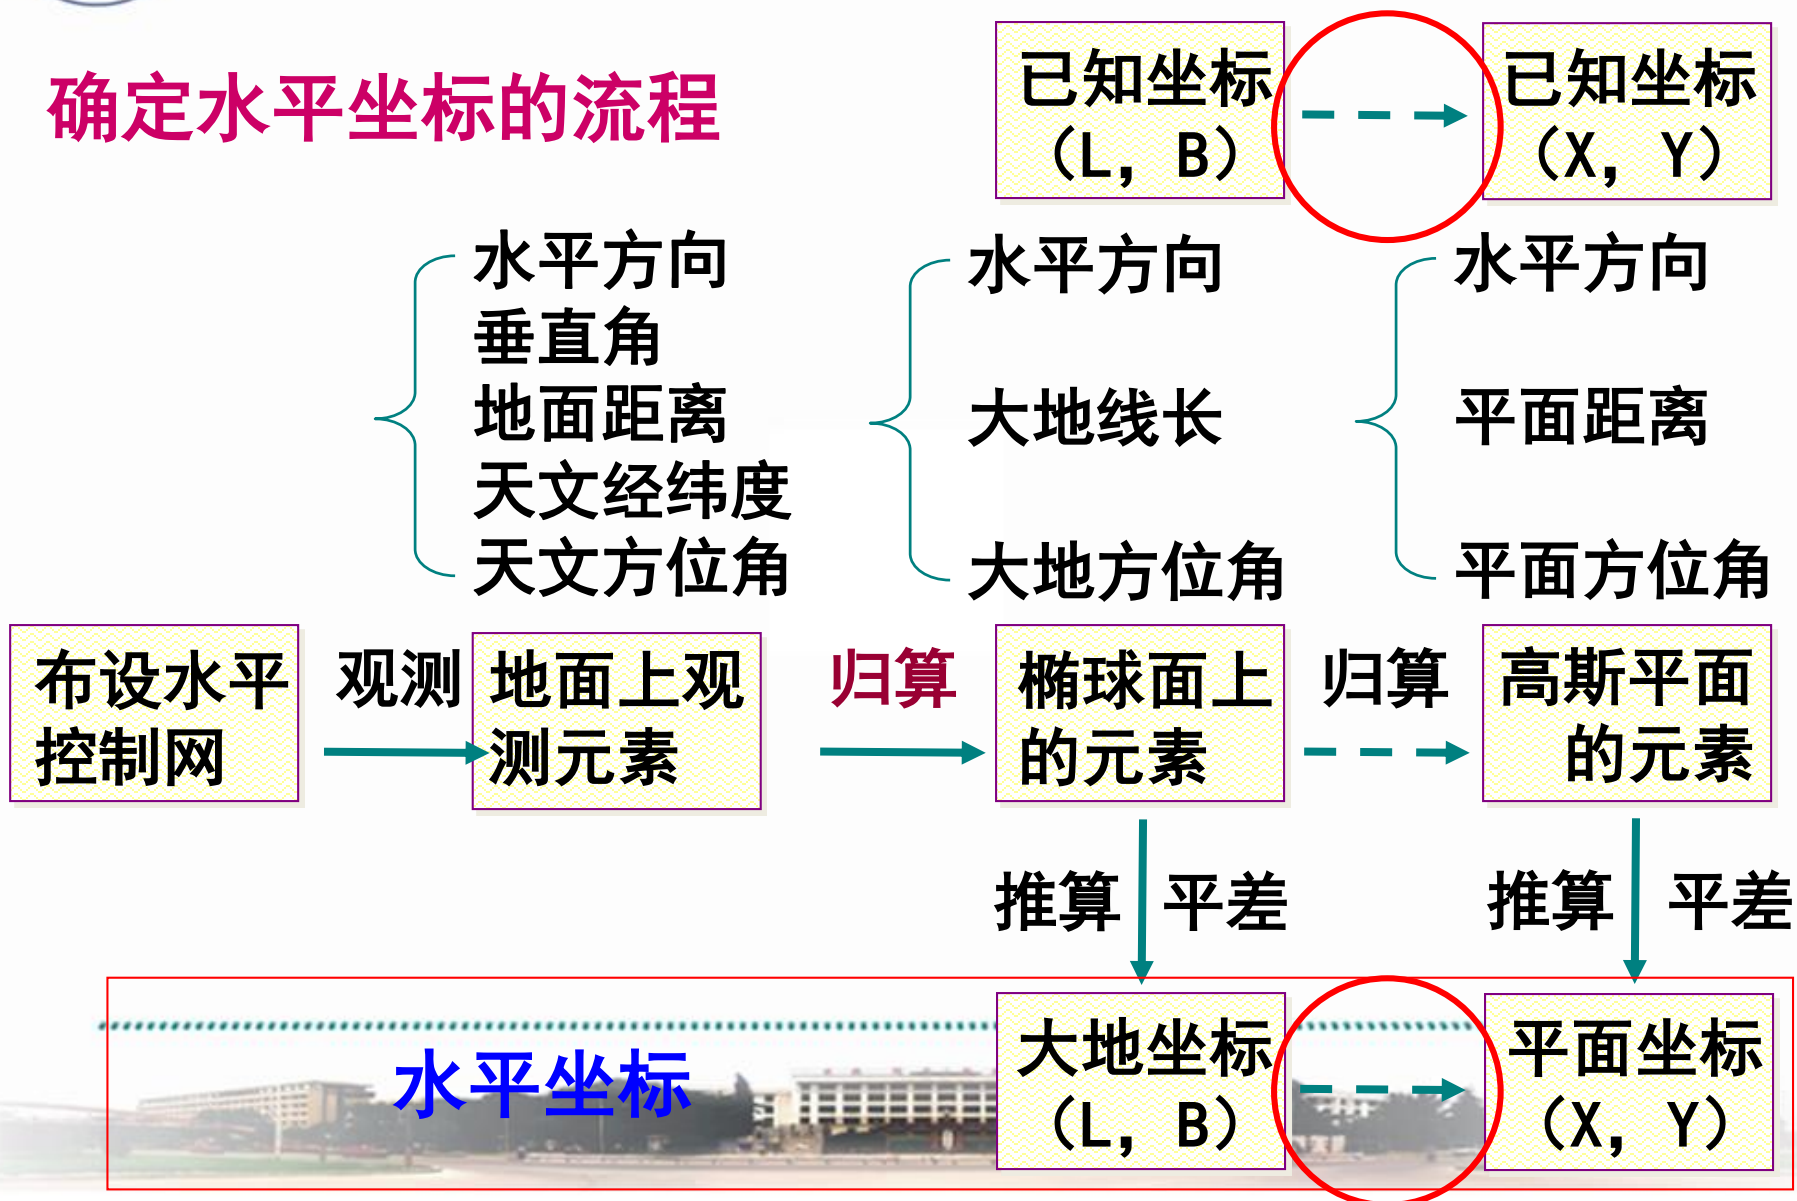 确定水平坐标的流程
已知坐标
（L，B）
已知坐标
（X，Y）
水平方向
垂直角
地面距离
天文经纬度
天文方位角
水平方向
大地线长
大地方位角
水平方向
平面距离
平面方位角
布设水平
控制网
观测
地面上观
测元素
归算
椭球面上
的元素
归算
高斯平面
的元素
推算 平差
推算 平差
水平坐标
大地坐标
（L，B）
平面坐标
（X，Y）